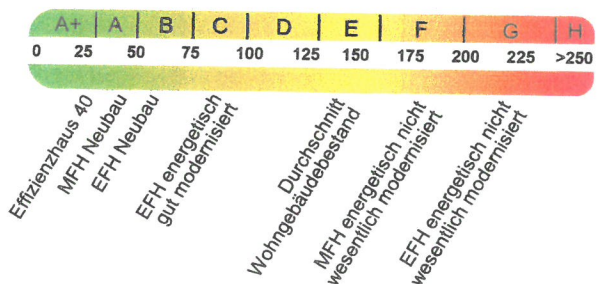 A+ A B C D E F G H
0 25 50 75 100 125 150 175 200 225 >250
Effizienzhaus 40
MFH Neubau
EFH Neubau
EFH energetisch
gut modernisiert
Durchschnitt
Wohngebäudebestand
MFH energetisch nicht
wesentlich modernisiert
EFH energetisch nicht
wesentlich modernisiert